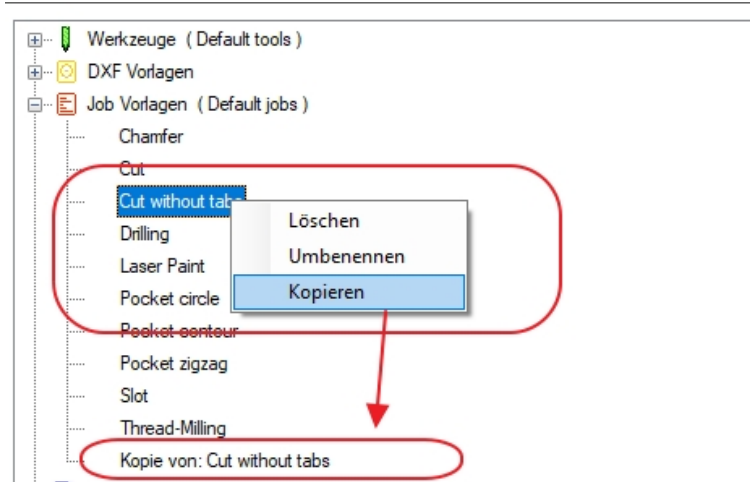 Werkzeuge ( Default tools )
DXF Vorlagen
Job Vorlagen ( Default jobs )
Chamfer
Cut
Cut without tabs
Löschen
Drilling
Umbenennen
Laser Paint
Kopieren
Pocket circle
Pocket contour
Pocket zigzag
Slot
Thread-Milling
Kopie von: Cut without tabs